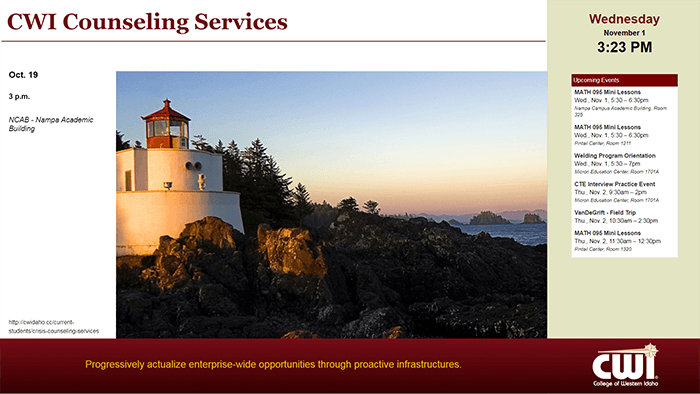 CWI Counseling Services
Oct. 19
3 p.m.
NCAB - Nampa Academic
Building
http://cwidaho.cc/current-
students/crisis-counseling-services
Wednesday
November 1
3:23 PM
Upcoming Events
MATH 095 Mini Lessons
Wed., Nov. 1, 5:30 – 6:30pm
Nampa Campus Academic Building, Room
325
MATH 095 Mini Lessons
Wed., Nov. 1, 5:30 – 6:30pm
Pintail Center, Room 1211
Welding Program Orientation
Wed., Nov. 1, 5:30 – 7pm
Micron Education Center, Room 1701A
CTE Interview Practice Event
Thu., Nov. 2, 9:30am – 2pm
Micron Education Center, Room 1701A
VanDeGrift - Field Trip
Thu., Nov. 2, 10:30am – 2:30pm
MATH 095 Mini Lessons
Thu., Nov. 2, 11:30am – 12:30pm
Pintail Center, Room 1320
Progressively actualize enterprise-wide opportunities through proactive infrastructures.
CWI
College of Western Idaho